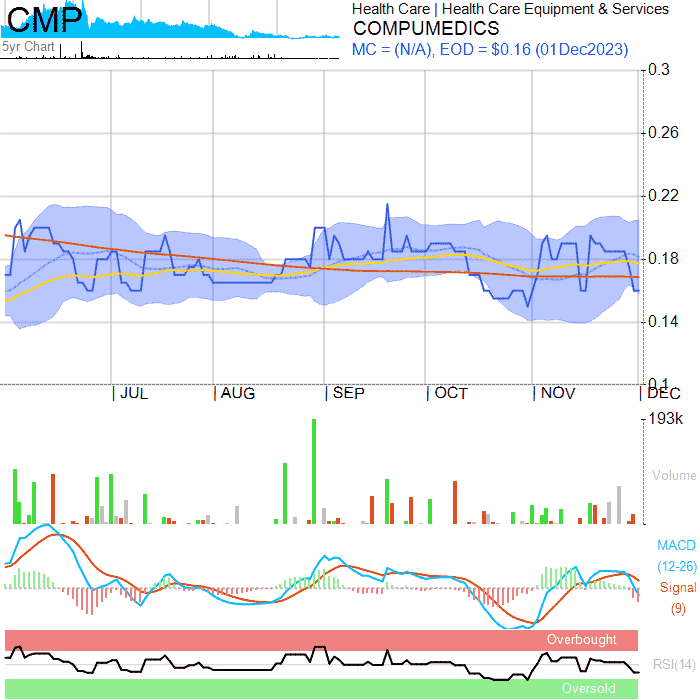 CMP
5yr Chart
Health Care | Health Care Equipment & Services
COMPUMEDICS
MC = (N/A), EOD = $0.16 (01Dec2023)
0.3
0.26
0.22
0.18
0.14
0.1
JUL AUG SEP OCT NOV DEC
193k
Volume
MACD
(12-26)
Signal
(9)
Overbought
RSI(14)
Oversold